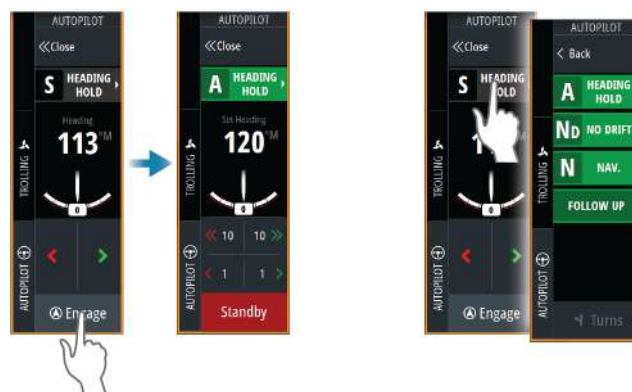 AUTOPILOT
«Close
S HEADING
HOLD
Heading
113°M
0
TROLLING
AUTOPILOT
Engage
AUTOPILOT
«Close
A HEADING
HOLD
Set Heading
120°M
0
« 10 10 »
< 1 1 >
TROLLING
AUTOPILOT
Standby
AUTOPILOT
«Close
S HEADING
HOLD
0
TROLLING
AUTOPILOT
Engage
AUTOPILOT
< Back
A HEADING
HOLD
ND NO DRIFT
N NAV.
FOLLOW UP
TROLLING
AUTOPILOT
Turns